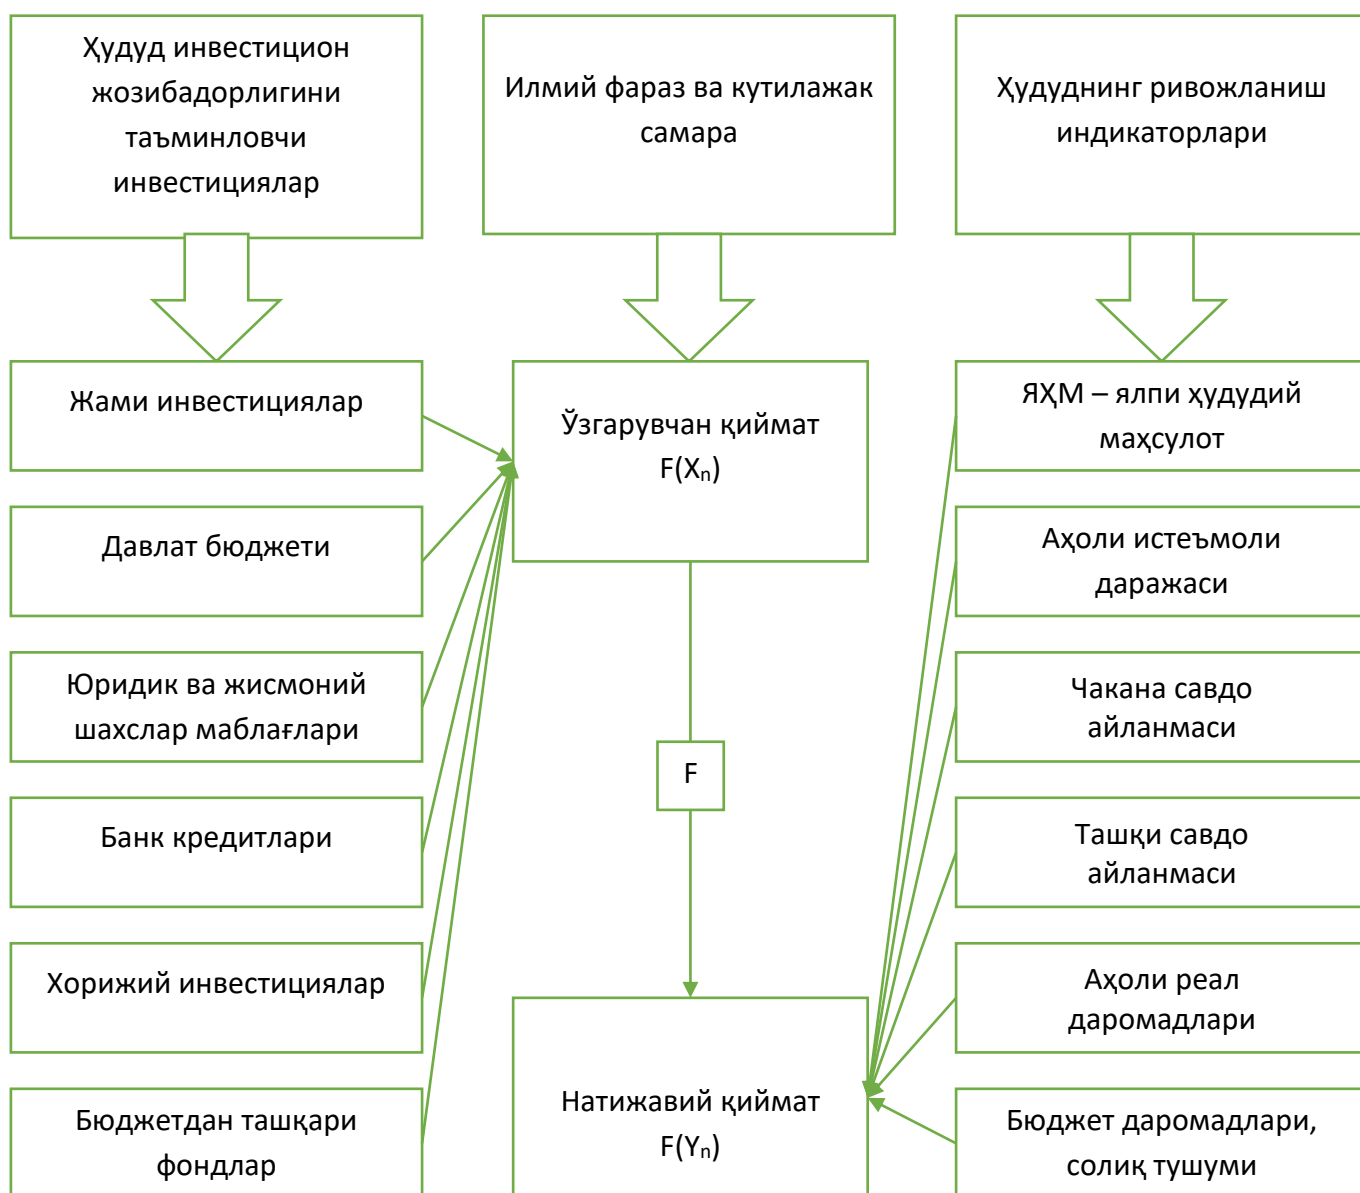 Ҳудуд инвестицион
жозибадорлигини
таъминловчи
инвестициялар
Илмий фараз ва кутилажак
самара
Ҳудуднинг ривожланиш
индикаторлари
Жами инвестициялар
Давлат бюджети
Юридик ва жисмоний
шахслар маблағлари
Банк кредитлари
Хорижий инвестициялар
Бюджетдан ташқари
фондлар
Ўзгарувчан қиймат
F(Xₙ)
F
Натижавий қиймат
F(Yₙ)
ЯҲМ – ялпи ҳудудий
маҳсулот
Аҳоли истеъмоли
даражаси
Чакана савдо
айланмаси
Ташқи савдо
айланмаси
Аҳоли реал
даромадлари
Бюджет даромадлари,
солиқ тушуми